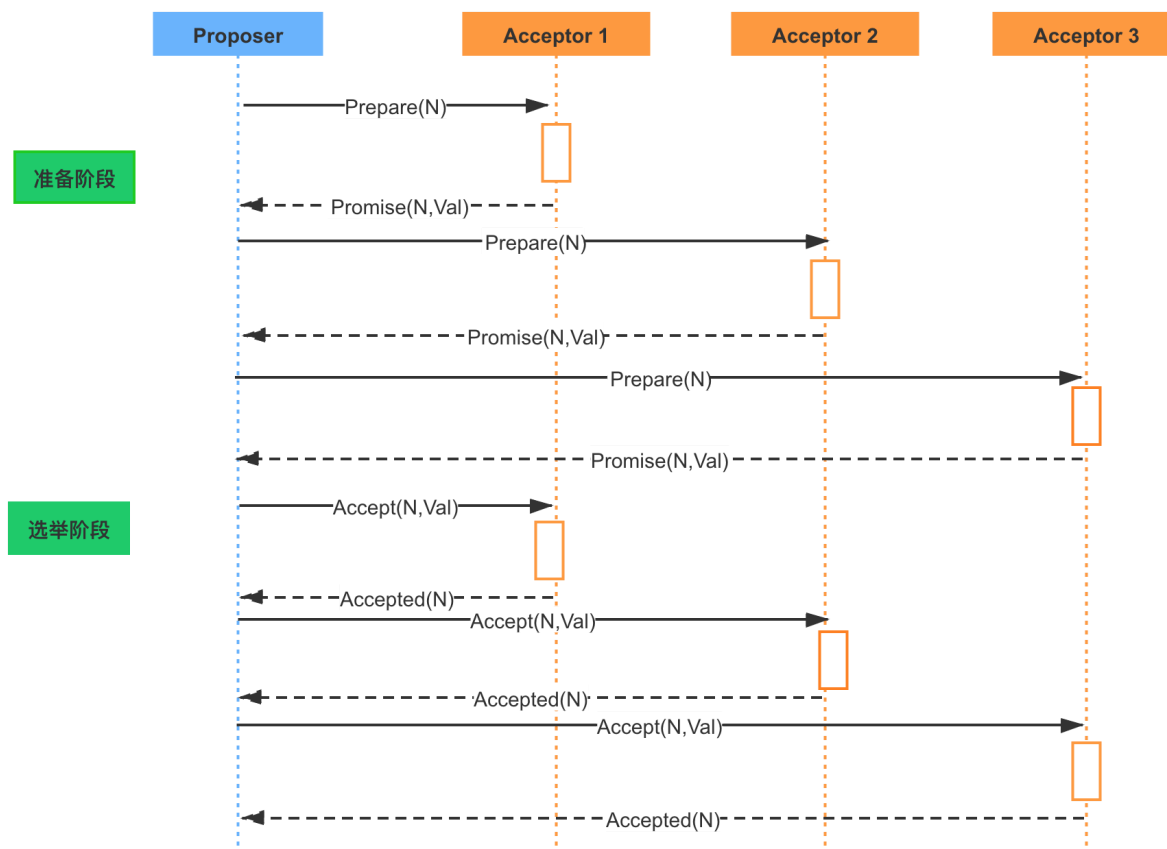 Proposer
Acceptor 1
Acceptor 2
Acceptor 3
Prepare(N)
准备阶段
Promise(N,Val)
Prepare(N)
Promise(N,Val)
Prepare(N)
Promise(N,Val)
Accept(N,Val)
选举阶段
Accepted(N)
Accept(N,Val)
Accepted(N)
Accept(N,Val)
Accepted(N)